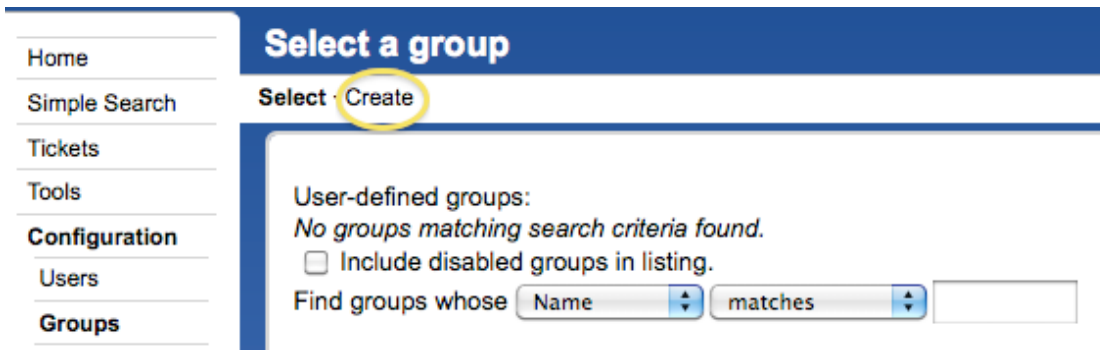 Home
Simple Search
Tickets
Tools
Configuration
Users
Groups
Select a group
Select · Create
User-defined groups:
No groups matching search criteria found.
Include disabled groups in listing.
Find groups whose Name matches